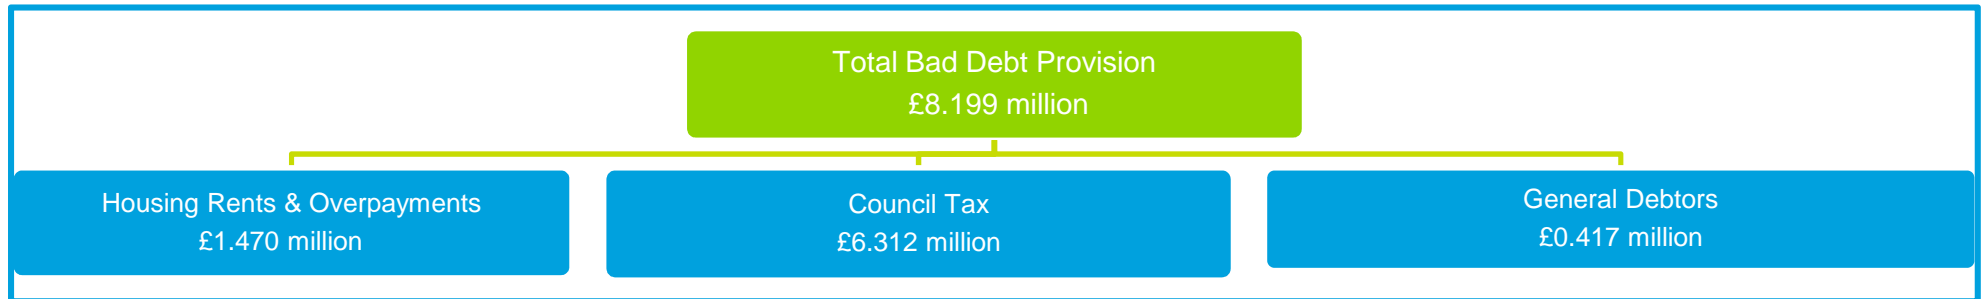 Total Bad Debt Provision
£8.199 million
Housing Rents & Overpayments
£1.470 million
Council Tax
£6.312 million
General Debtors
£0.417 million